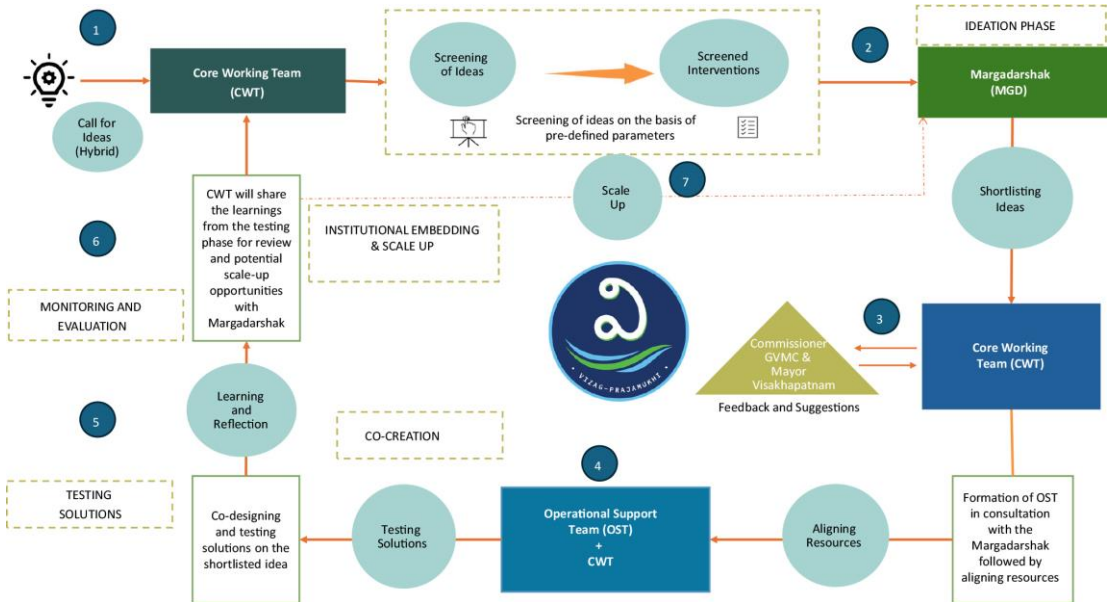 1
Call for
Ideas
(Hybrid)
Core Working Team
(CWT)
Screening
of Ideas
Screened
Interventions
Screening of ideas on the basis of
pre-defined parameters
2
IDEATION PHASE
Margadarshak
(MGD)
Shortlisting
Ideas
3
Core Working
Team (CWT)
Commissioner
GVMC &
Mayor
Visakhapatnam
Feedback and Suggestions
Formation of OST
in consultation
with the
Margadarshak
followed by
aligning resources
Aligning
Resources
4
Operational Support
Team (OST)
+
CWT
CO-CREATION
Testing
Solutions
Co-designing
and testing
solutions on the
shortlisted idea
5
TESTING
SOLUTIONS
Learning
and
Reflection
6
MONITORING AND
EVALUATION
CWT will share
the learnings
from the testing
phase for review
and potential
scale-up
opportunities
with
Margadarshak
INSTITUTIONAL EMBEDDING
& SCALE UP
Scale
Up
7
వి
• VIZAG-PRAJAMUKHI •